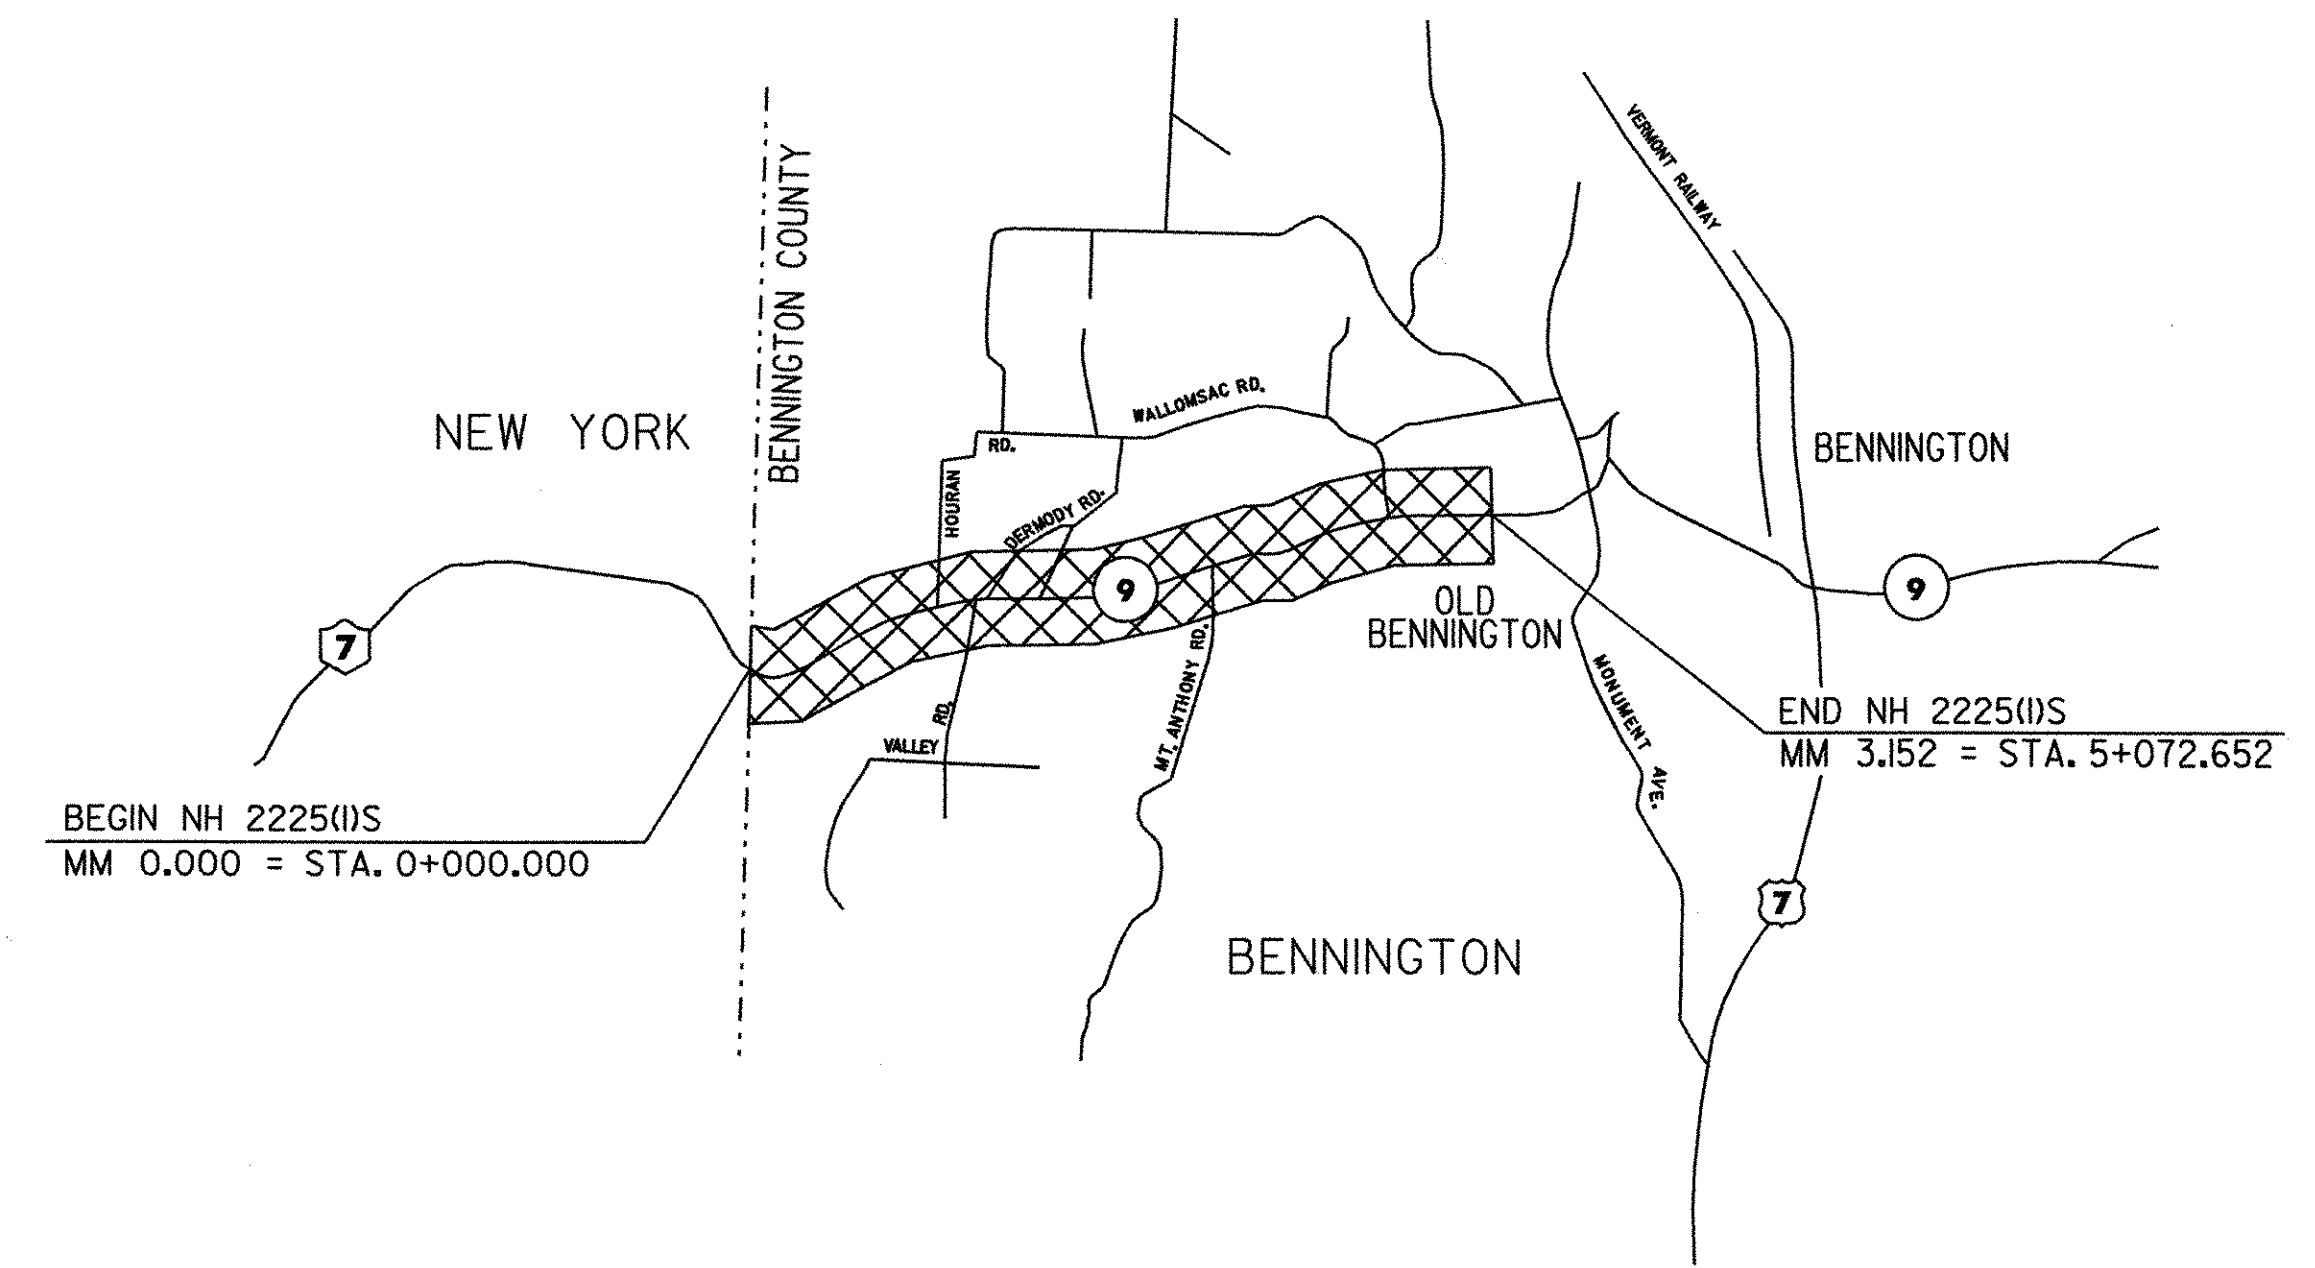 VERMONT RAILWAY
BENNINGTON COUNTY
NEW YORK
WALLOMSAC RD.
RD.
HOURAN
DERMODY RD.
BENNINGTON
9
9
OLD
BENNINGTON
7
MT. ANTHONY RD.
MONUMENT AVE.
RD.
VALLEY
END NH 2225(1)S
MM 3.152 = STA. 5+072.652
BEGIN NH 2225(1)S
MM 0.000 = STA. 0+000.000
7
BENNINGTON